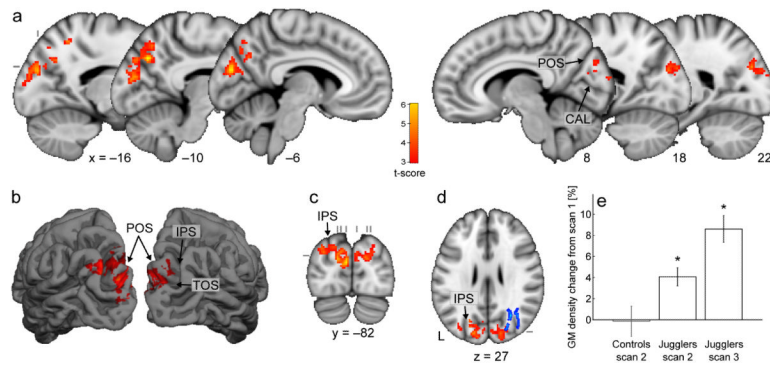 a
POS
CAL
6
5
4
3
t-score
x = –16
–10
–6
8
18
22
b
POS
IPS
TOS
c
IPS
y = –82
d
IPS
L
z = 27
e
GM density change from scan 1 [%]
10
8
6
4
2
0
*
*
Controls scan 2
Jugglers scan 2
Jugglers scan 3